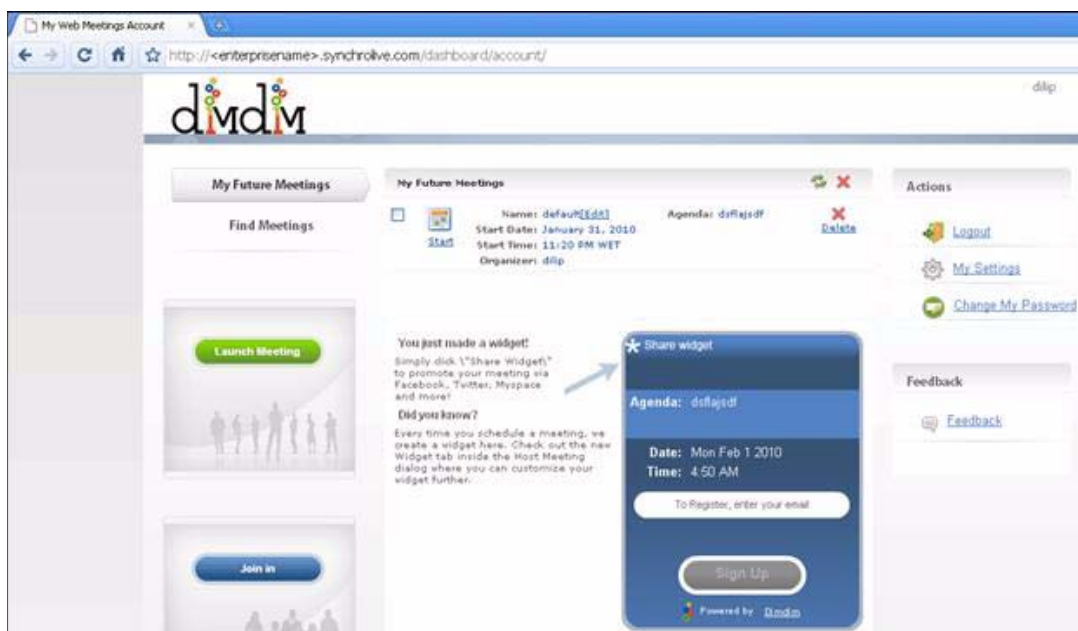 My Web Meetings Account
http://<enterprisename>.synchrolive.com/dashboard/account/
dimdim
dilip
My Future Meetings
Find Meetings
Launch Meeting
Join in
My Future Meetings
Start
Name: default[Edit]
Start Date: January 31, 2010
Start Time: 11:20 PM WET
Organizer: dilip
Agenda: dsflajsdf
Delete
You just made a widget!
Simply click \"Share Widget\"
to promote your meeting via
Facebook, Twitter, Myspace
and more!
Did you know?
Every time you schedule a meeting, we
create a widget here. Check out the new
Widget tab inside the Host Meeting
dialog where you can customize your
widget further.
Share widget
Agenda: dsflajsdf
Date: Mon Feb 1 2010
Time: 4:50 AM
To Register, enter your email
Sign Up
Powered by Dimdim
Actions
Logout
My Settings
Change My Password
Feedback
Feedback